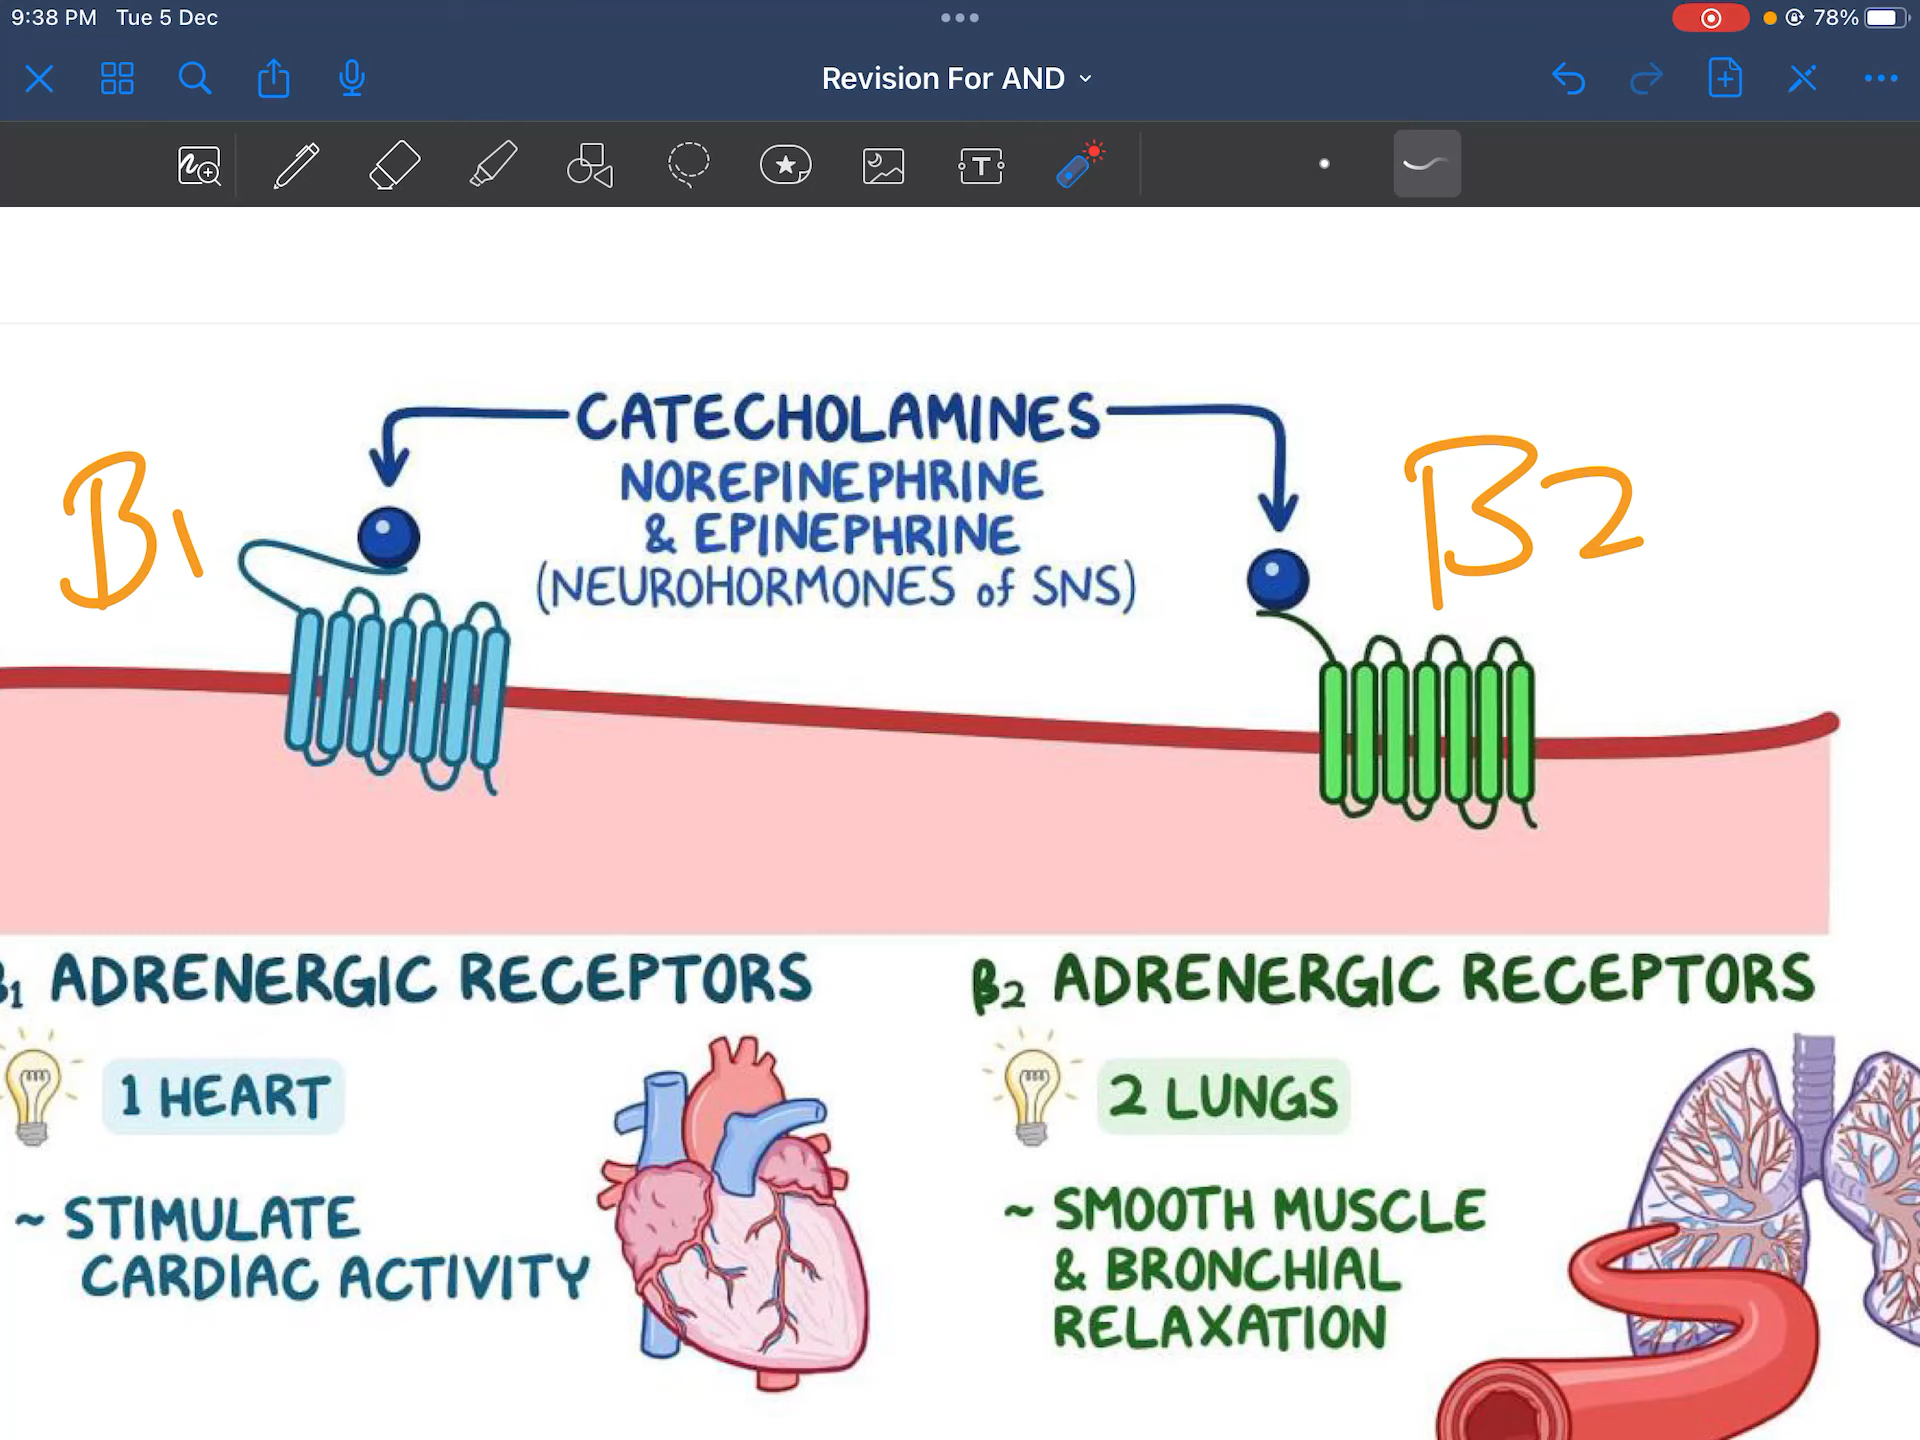 9:38 PM Tue 5 Dec
78%
Revision For AND
T
CATECHOLAMINES
NOREPINEPHRINE
& EPINEPHRINE
(NEUROHORMONES of SNS)
B1
B2
β1 ADRENERGIC RECEPTORS
1 HEART
~ STIMULATE
CARDIAC ACTIVITY
β2 ADRENERGIC RECEPTORS
2 LUNGS
~ SMOOTH MUSCLE
& BRONCHIAL
RELAXATION